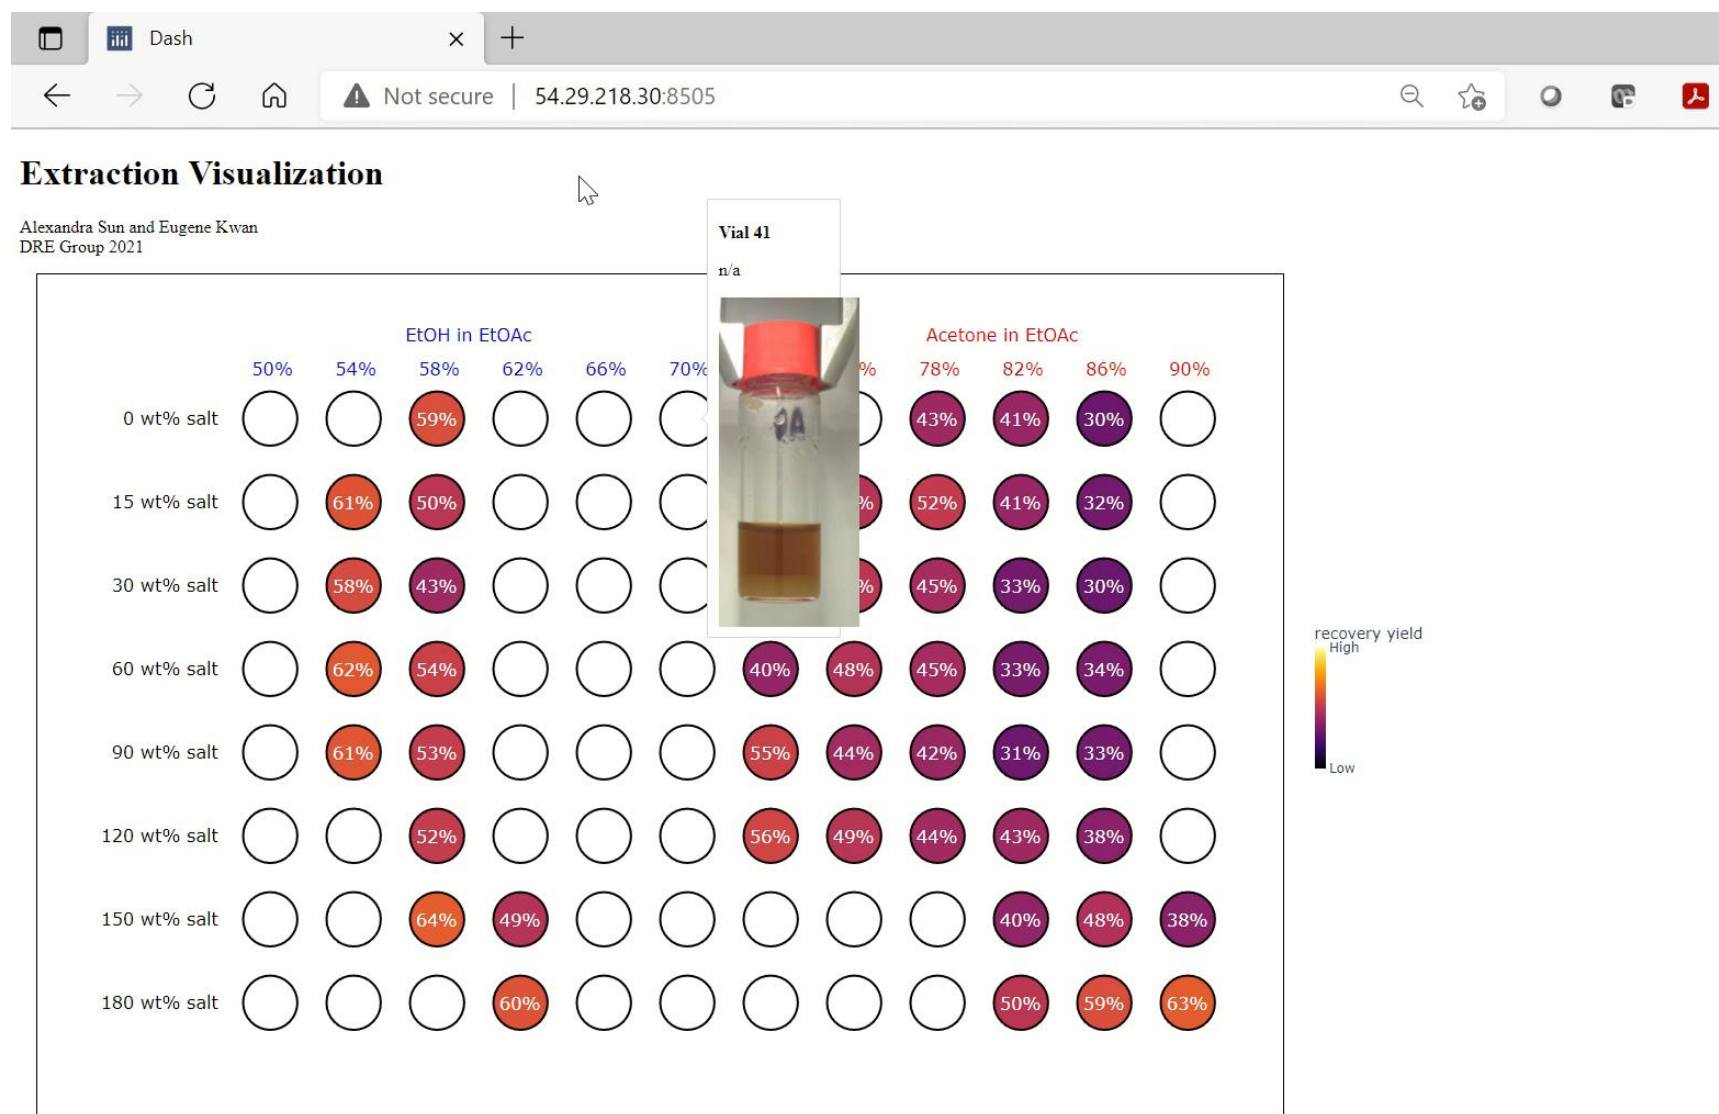 Dash
Not secure | 54.29.218.30:8505
Extraction Visualization
Alexandra Sun and Eugene Kwan
DRE Group 2021
Vial 41
n/a
EtOH in EtOAc Acetone in EtOAc
50% 54% 58% 62% 66% 70% % 78% 82% 86% 90%
0 wt% salt 59% 43% 41% 30%
15 wt% salt 61% 50% % 52% 41% 32%
30 wt% salt 58% 43% % 45% 33% 30%
60 wt% salt 62% 54% 40% 48% 45% 33% 34%
90 wt% salt 61% 53% 55% 44% 42% 31% 33%
120 wt% salt 52% 56% 49% 44% 43% 38%
150 wt% salt 64% 49% 40% 48% 38%
180 wt% salt 60% 50% 59% 63%
recovery yield
High
Low